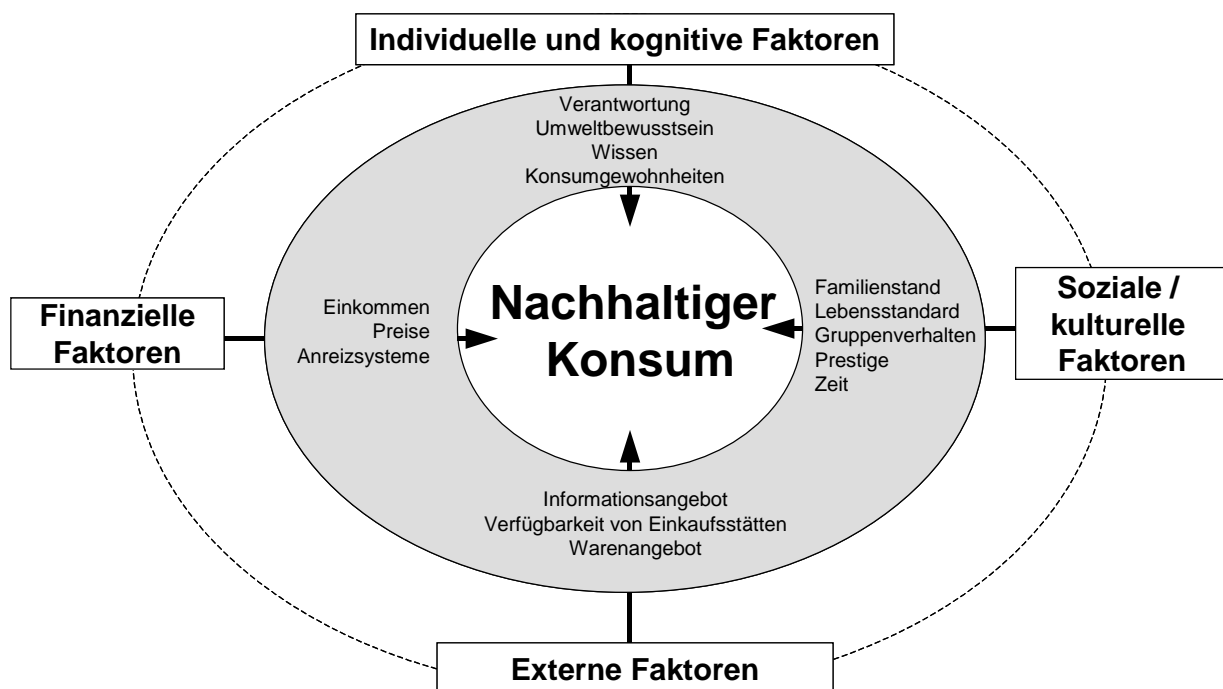 Individuelle und kognitive Faktoren
Verantwortung
Umweltbewusstsein
Wissen
Konsumgewohnheiten
Finanzielle
Faktoren
Einkommen
Preise
Anreizsysteme
Nachhaltiger
Konsum
Familienstand
Lebensstandard
Gruppenverhalten
Prestige
Zeit
Soziale /
kulturelle
Faktoren
Informationsangebot
Verfügbarkeit von Einkaufsstätten
Warenangebot
Externe Faktoren